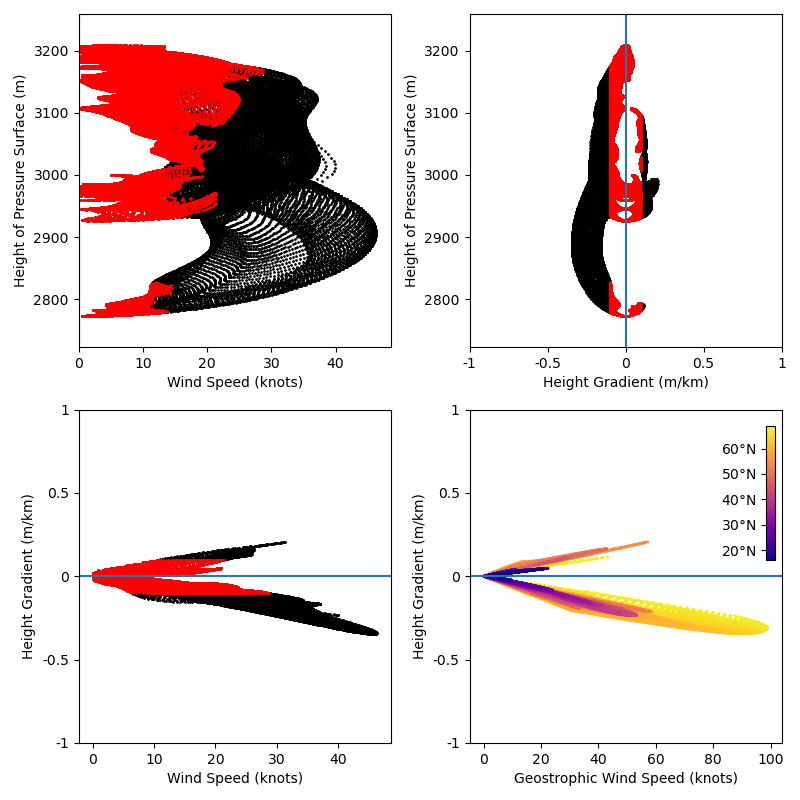 3200
3100
3000
2900
2800
Height of Pressure Surface (m)
0 10 20 30 40
Wind Speed (knots)
3200
3100
3000
2900
2800
Height of Pressure Surface (m)
-1 -0.5 0 0.5 1
Height Gradient (m/km)
1
0.5
0
-0.5
-1
Height Gradient (m/km)
0 10 20 30 40
Wind Speed (knots)
1
0.5
0
-0.5
-1
Height Gradient (m/km)
60°N
50°N
40°N
30°N
20°N
0 20 40 60 80 100
Geostrophic Wind Speed (knots)